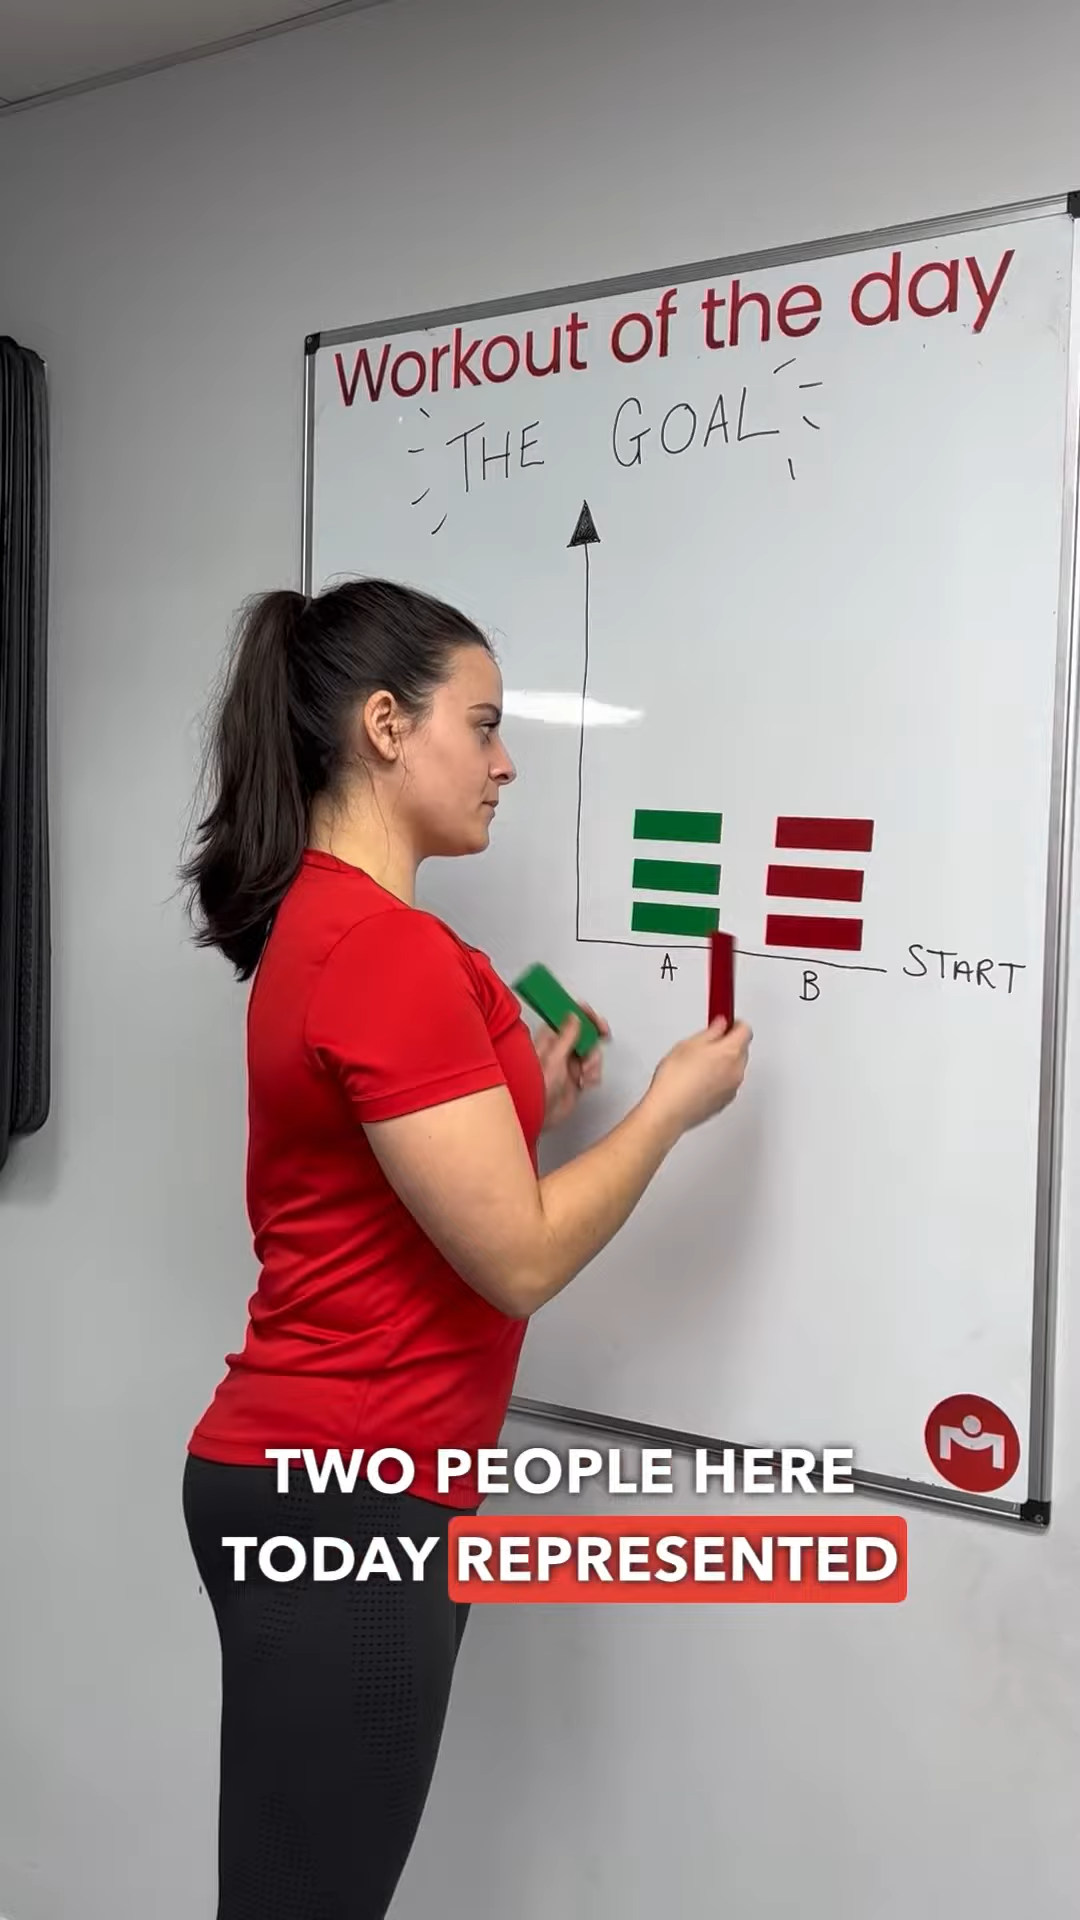 Workout of the day
THE GOAL
A
B
START
TWO PEOPLE HERE
TODAY REPRESENTED